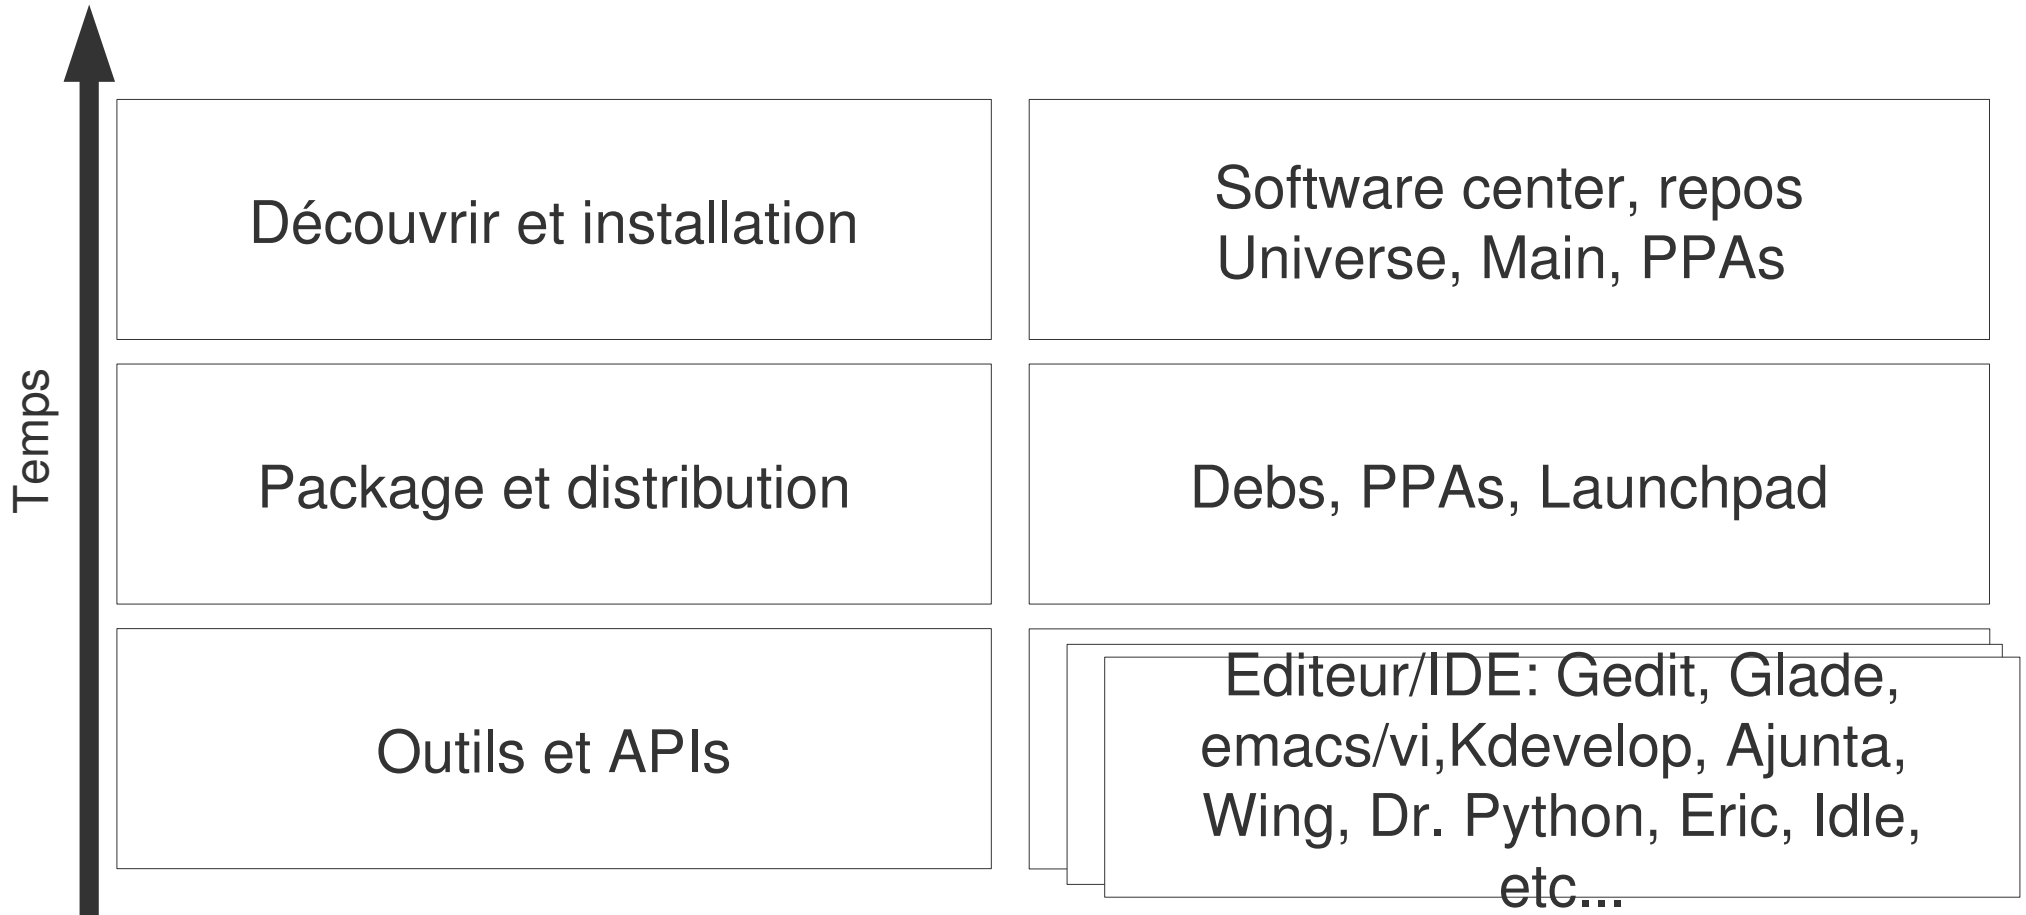 Découvrir et installation
Software center, repos
Universe, Main, PPAs
Temps
Package et distribution
Debs, PPAs, Launchpad
Outils et APIs
Editeur/IDE: Gedit, Glade,
emacs/vi,Kdevelop, Ajunta,
Wing, Dr. Python, Eric, Idle,
etc...